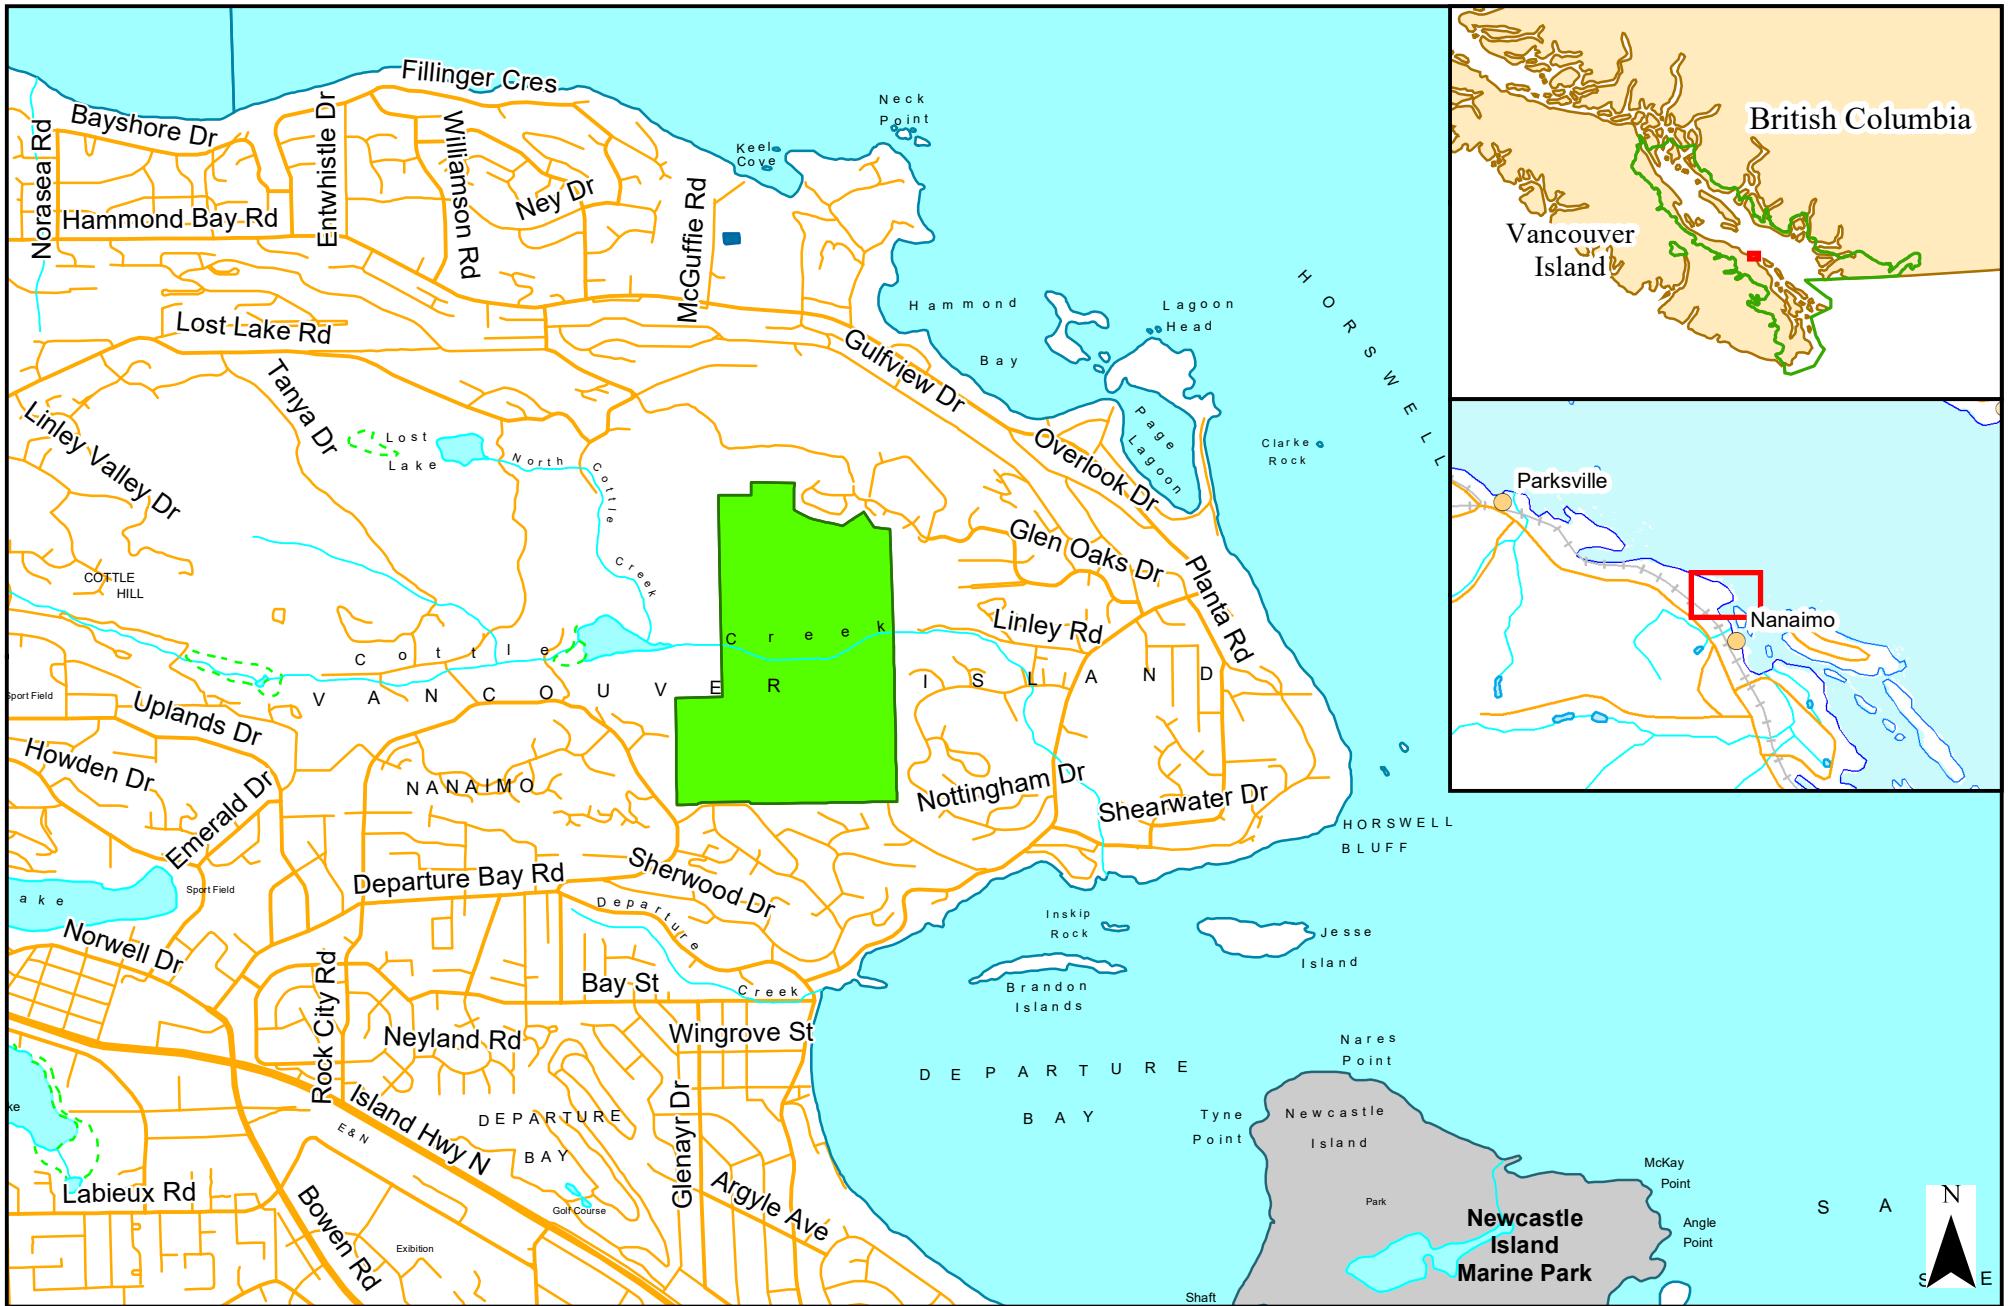 Fillinger Cres
Neck
Point
Bayshore Dr
Keel
Cove
Norasea Rd
Entwhistle Dr
Williamson Rd
Ney Dr
McGuffie Rd
Hammond Bay Rd
Hammond
Bay
Lagoon
Head
HORSWELL
Lost Lake Rd
Gulfview Dr
Tanya Dr
Linley Valley Dr
Lost
Lake
North Cottle Creek
Overlook Dr
Page
Lagoon
Clarke
Rock
Glen Oaks Dr
Planta Rd
COTTLE
HILL
Linley Rd
Cottle Creek
VANCOUVER ISLAND
Sport Field
Uplands Dr
Howden Dr
Emerald Dr
NANAIMO
Nottingham Dr
Shearwater Dr
HORSWELL
BLUFF
Sport Field
Departure Bay Rd
Sherwood Dr
ake
Departure Creek
Norwell Dr
Inskip
Rock
Jesse
Island
Brandon
Islands
Rock City Rd
Bay St
Neyland Rd
Wingrove St
Nares
Point
DEPARTURE
BAY
Tyne
Point
Newcastle
Island
ke
Island Hwy N
E&N
DEPARTURE
BAY
Glenayr Dr
Labieux Rd
Bowen Rd
Golf Course
Argyle Ave
Exibition
McKay
Point
Park
Newcastle
Island
Marine Park
Angle
Point
Shaft
S A
S E
N
British Columbia
Vancouver
Island
Parksville
Nanaimo